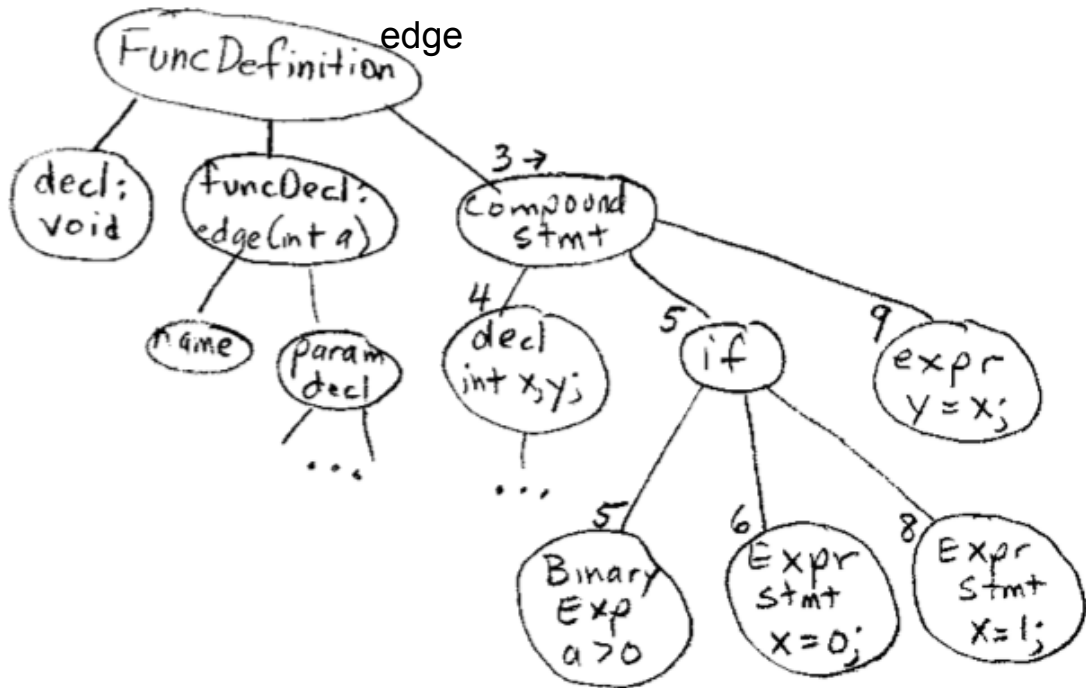 edge
FuncDefinition
3 →
decl:
void
funcDecl:
edge(int a)
compound
stmt
4
5
9
name
param
decl
...
decl
int x,y;
...
if
expr
y = x;
5
6
8
Binary
Exp
a > 0
Expr
stmt
x = 0;
Expr
stmt
x = 1;